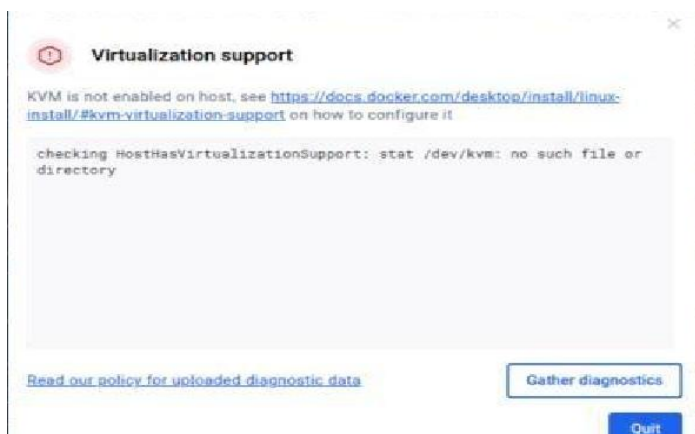 Virtualization support
KVM is not enabled on host, see https://docs.docker.com/desktop/install/linux-
install/#kvm-virtualization-support on how to configure it
checking HostHasVirtualizationSupport: stat /dev/kvm: no such file or
directory
Read our policy for uploaded diagnostic data
Gather diagnostics
Quit